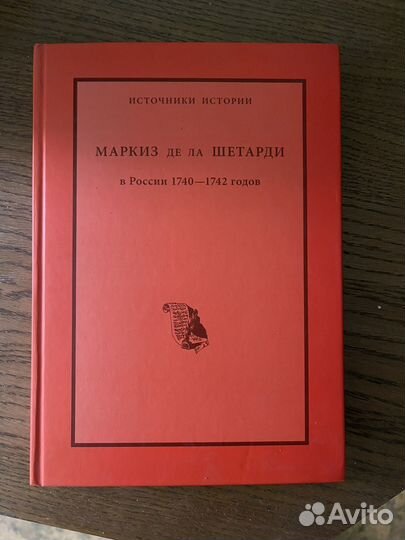 ИСТОЧНИКИ ИСТОРИИ
МАРКИЗ ДЕ ЛА ШЕТАРДИ
в России 1740—1742 годов
Avito